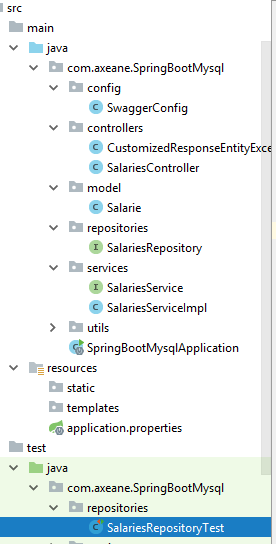 src
main
java
com.axeane.SpringBootMysql
config
SwaggerConfig
controllers
CustomizedResponseEntityExce
SalariesController
model
Salarie
repositories
SalariesRepository
services
SalariesService
SalariesServiceImpl
utils
SpringBootMysqlApplication
resources
static
templates
application.properties
test
java
com.axeane.SpringBootMysql
repositories
SalariesRepositoryTest